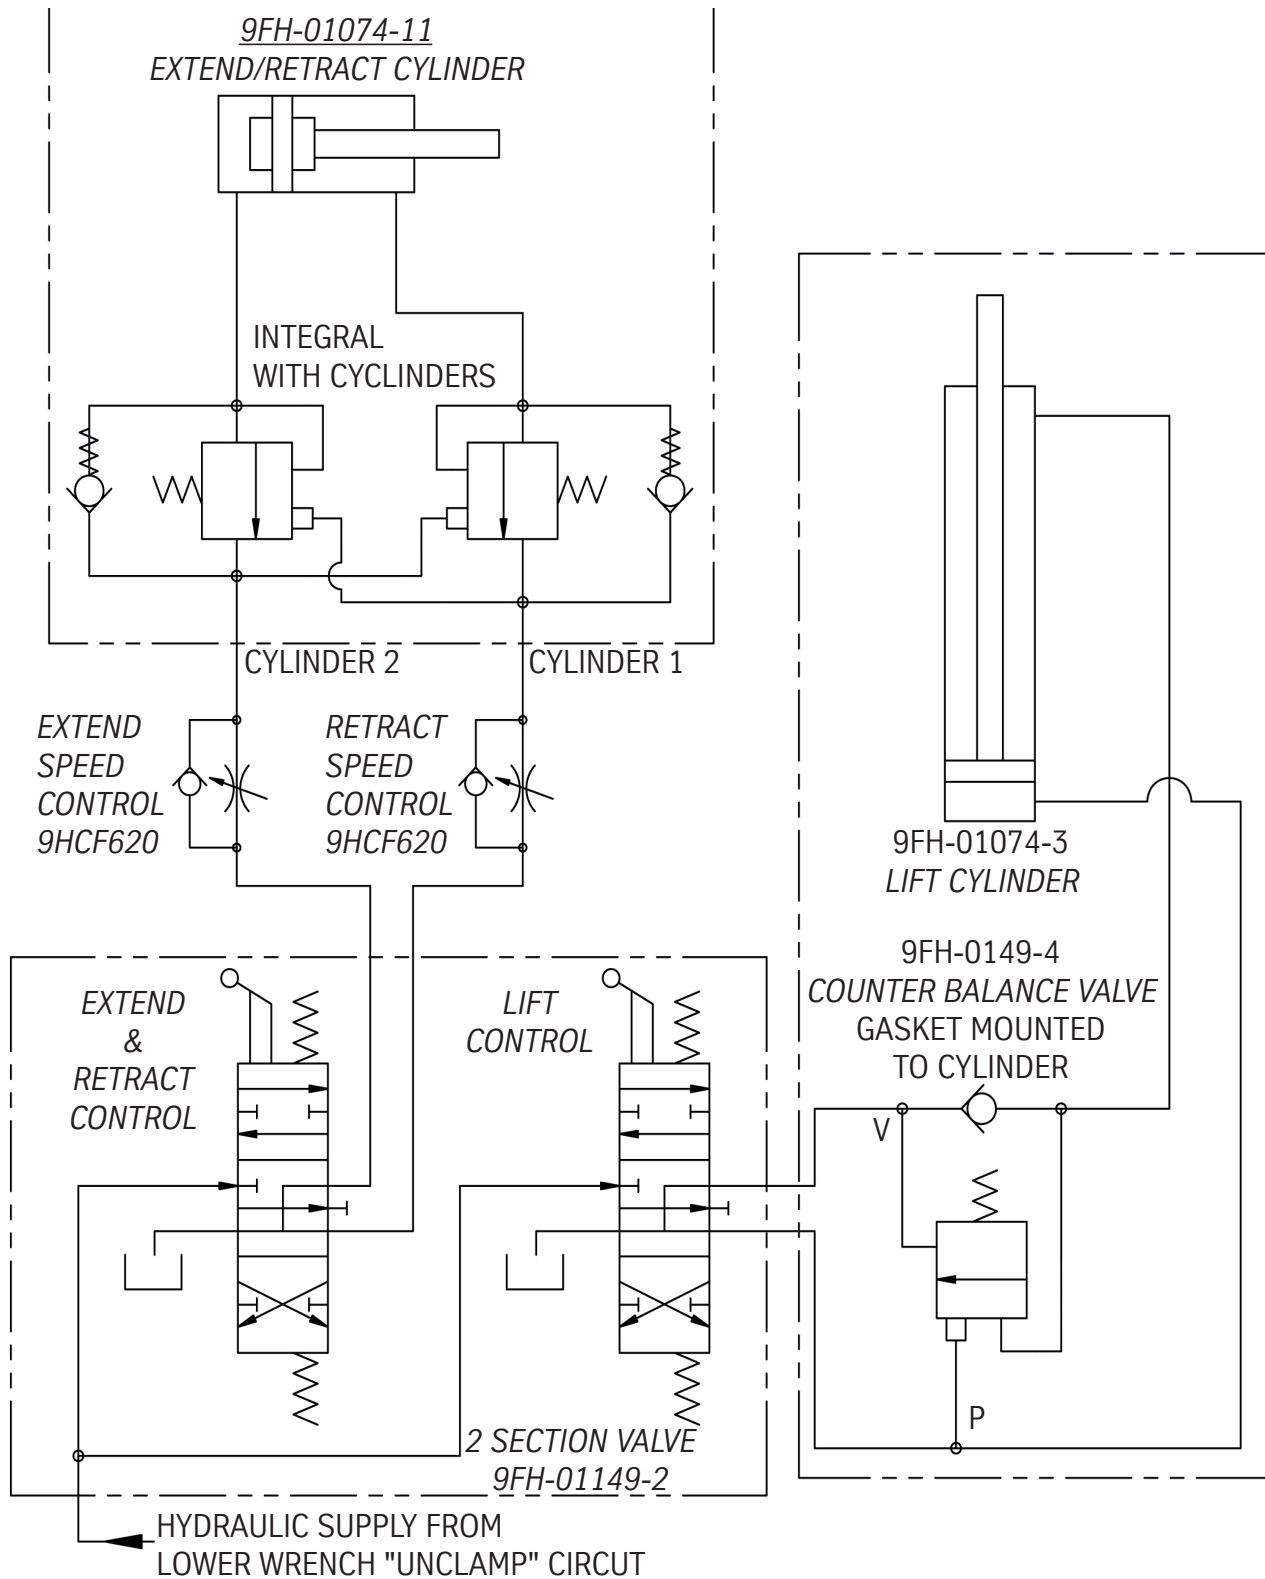 9FH-01074-11
EXTEND/RETRACT CYLINDER
INTEGRAL
WITH CYCLINDERS
CYLINDER 2
CYLINDER 1
EXTEND
SPEED
CONTROL
9HCF620
RETRACT
SPEED
CONTROL
9HCF620
9FH-01074-3
LIFT CYLINDER
9FH-0149-4
COUNTER BALANCE VALVE
GASKET MOUNTED
TO CYLINDER
V
P
EXTEND
&
RETRACT
CONTROL
LIFT
CONTROL
2 SECTION VALVE
9FH-01149-2
HYDRAULIC SUPPLY FROM
LOWER WRENCH "UNCLAMP" CIRCUT